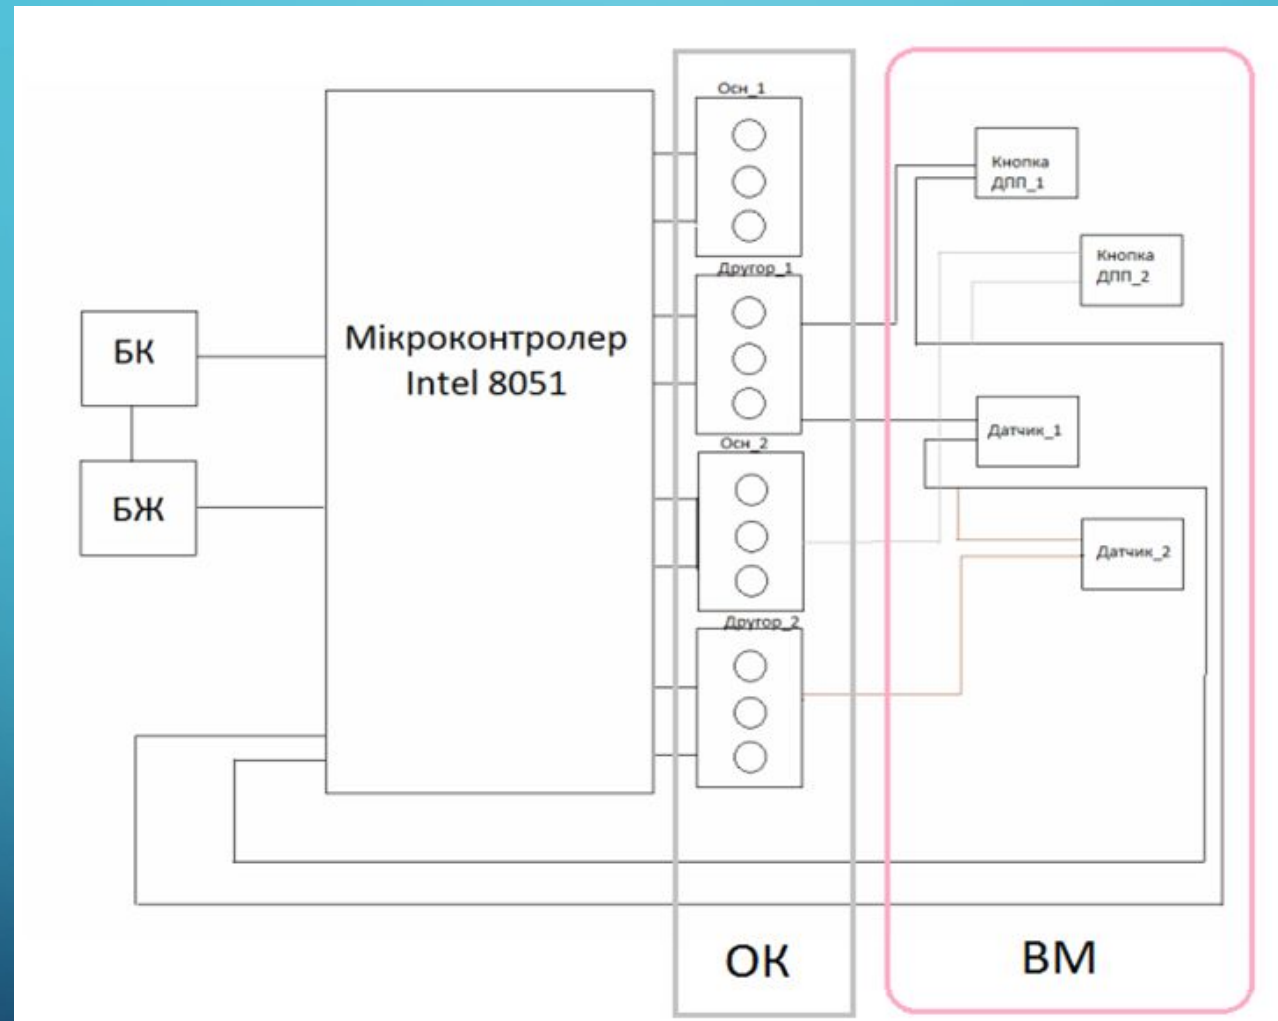 Осн_1
Кнопка
ДПП_1
Другор_1
Кнопка
ДПП_2
Мікроконтролер
Intel 8051
БК
БЖ
Осн_2
Датчик_1
Датчик_2
Другор_2
ОК
ВМ